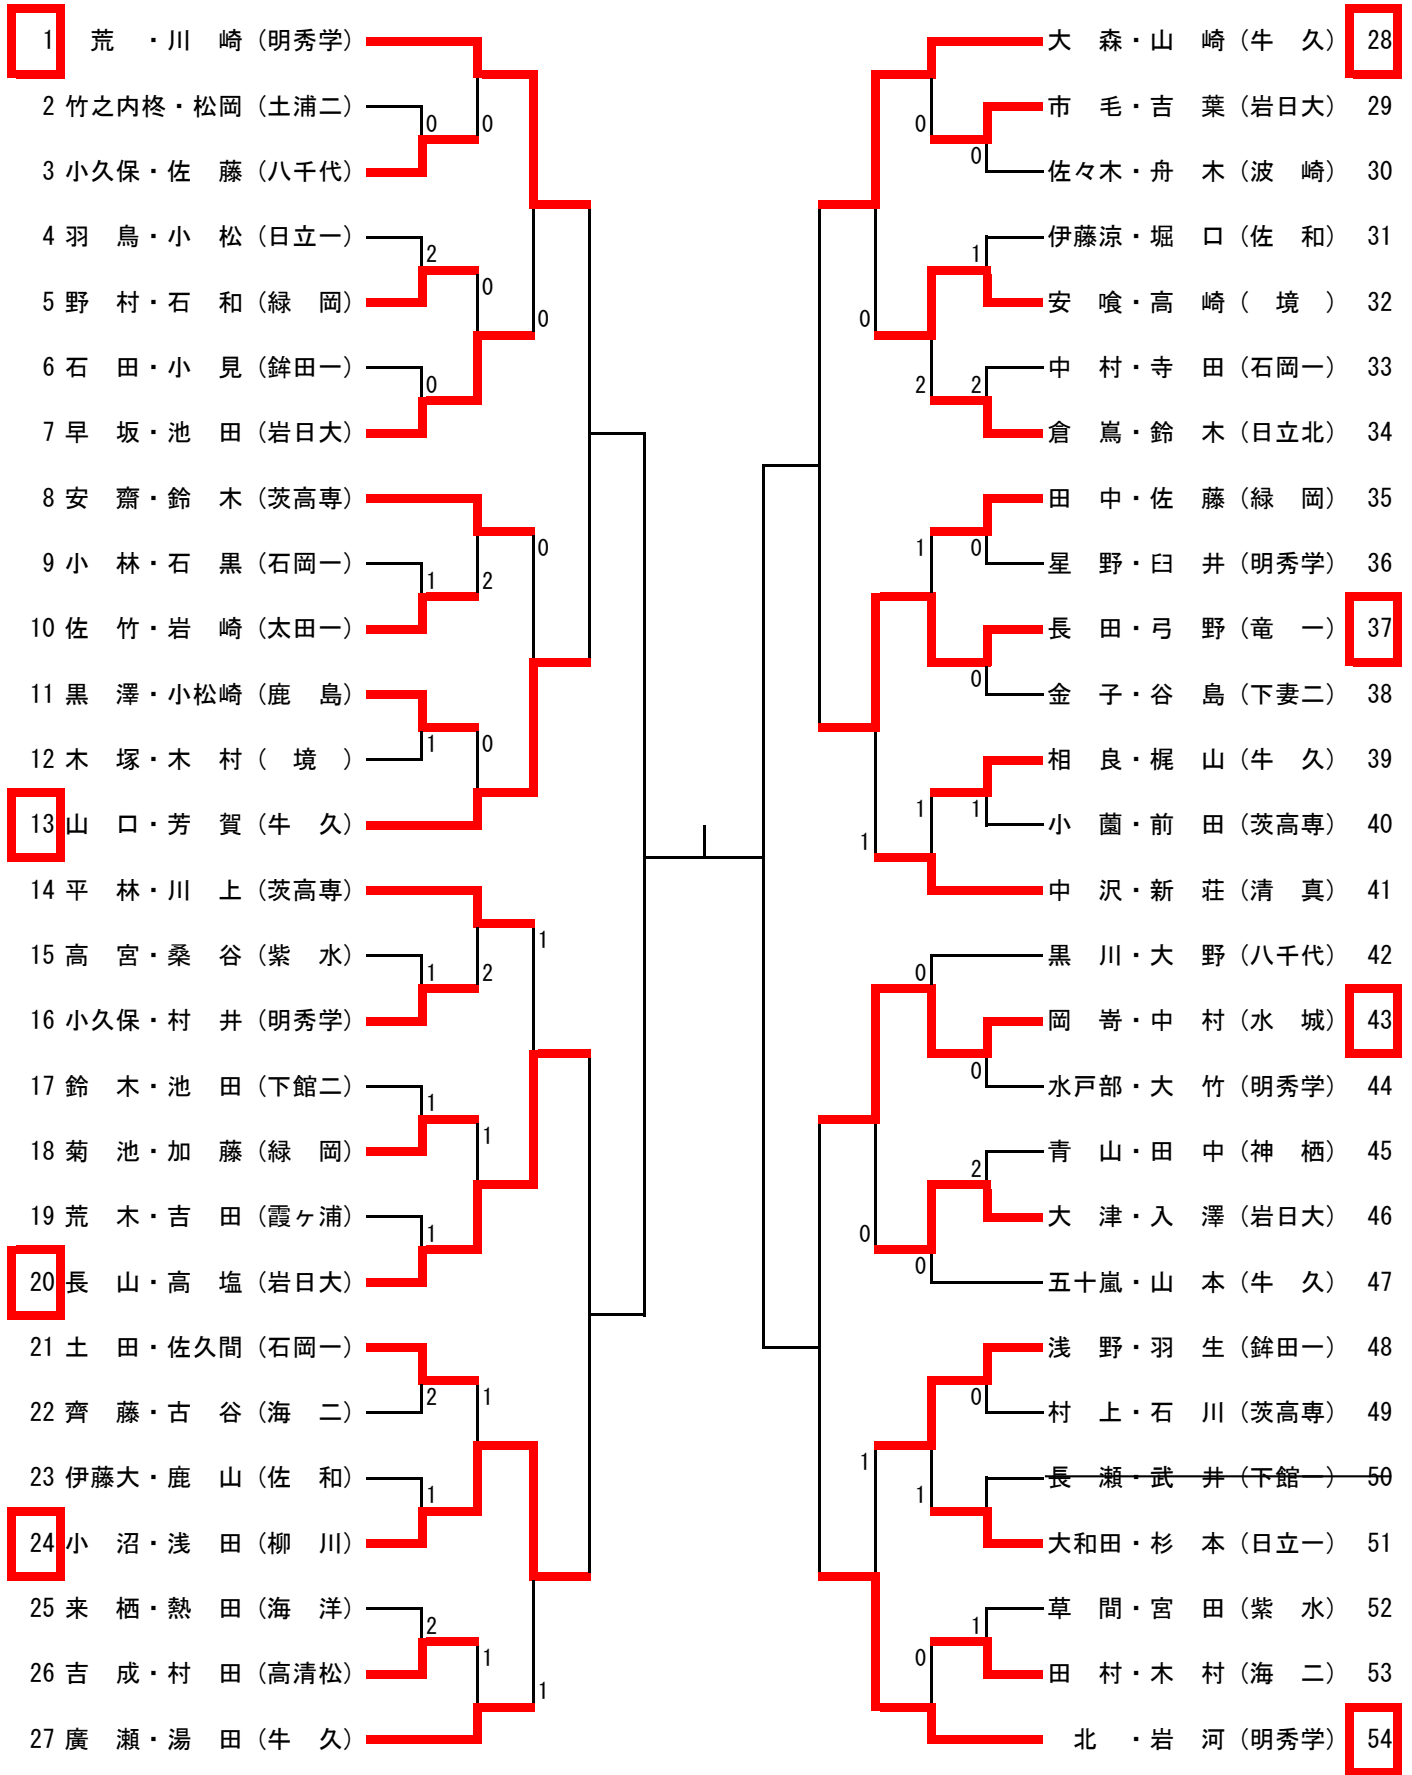 1 荒 ・川 崎（明秀学）
2 竹之内柊・松岡（土浦二）
3 小久保・佐 藤（八千代）
0 0
4 羽 鳥・小 松（日立一）
2
5 野 村・石 和（緑 岡）
0
0
6 石 田・小 見（鉾田一）
0
7 早 坂・池 田（岩日大）
8 安 齋・鈴 木（茨高専）
0
9 小 林・石 黒（石岡一）
1 2
10 佐 竹・岩 崎（太田一）
11 黒 澤・小松崎（鹿 島）
1 0
12 木 塚・木 村（ 境 ）
13 山 口・芳 賀（牛 久）
14 平 林・川 上（茨高専）
1
15 高 宮・桑 谷（紫 水）
1 2
16 小久保・村 井（明秀学）
17 鈴 木・池 田（下館二）
1
1
18 菊 池・加 藤（緑 岡）
19 荒 木・吉 田（霞ヶ浦）
1
20 長 山・高 塩（岩日大）
21 土 田・佐久間（石岡一）
2 1
22 齊 藤・古 谷（海 二）
23 伊藤大・鹿 山（佐 和）
1
24 小 沼・浅 田（柳 川）
25 来 栖・熱 田（海 洋）
2
1
26 吉 成・村 田（高清松）
1
27 廣 瀬・湯 田（牛 久）
大 森・山 崎（牛 久） 28
市 毛・吉 葉（岩日大） 29
0
0
佐々木・舟 木（波 崎） 30
伊藤涼・堀 口（佐 和） 31
1
安 喰・高 崎（ 境 ） 32
0
中 村・寺 田（石岡一） 33
2 2
倉 嶌・鈴 木（日立北） 34
田 中・佐 藤（緑 岡） 35
1 0
星 野・臼 井（明秀学） 36
長 田・弓 野（竜 一） 37
0
金 子・谷 島（下妻二） 38
相 良・梶 山（牛 久） 39
1 1
小 薗・前 田（茨高専） 40
1
中 沢・新 荘（清 真） 41
黒 川・大 野（八千代） 42
0
岡 嵜・中 村（水 城） 43
0
水戸部・大 竹（明秀学） 44
青 山・田 中（神 栖） 45
2
大 津・入 澤（岩日大） 46
0
0
五十嵐・山 本（牛 久） 47
浅 野・羽 生（鉾田一） 48
0
村 上・石 川（茨高専） 49
1
長 瀬・武 井（下館一） 50
1
大和田・杉 本（日立一） 51
草 間・宮 田（紫 水） 52
1
0
田 村・木 村（海 二） 53
北 ・岩 河（明秀学） 54